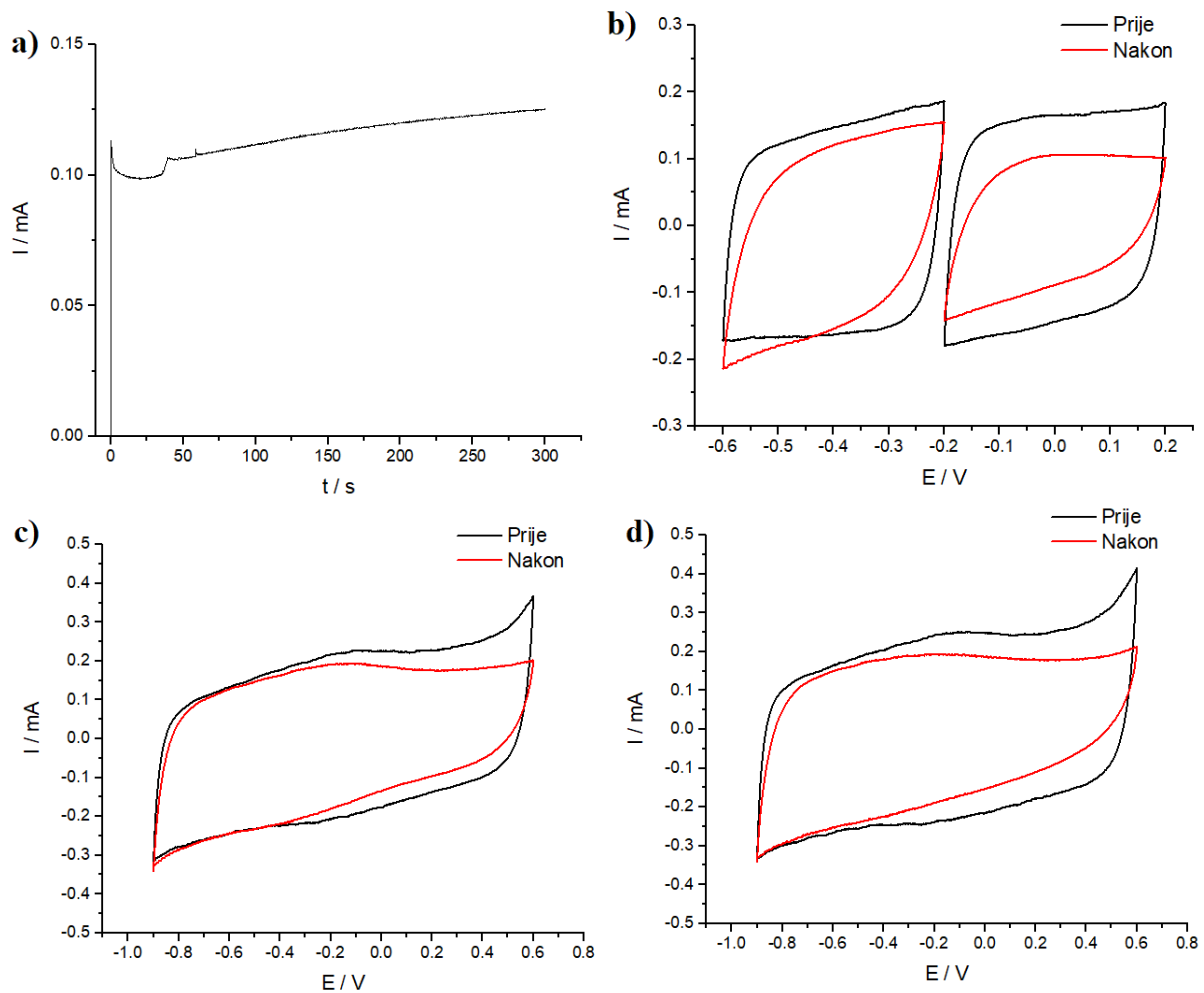 a)
0.15
0.10
0.05
0.00
I / mA
0 50 100 150 200 250 300
t / s
b)
Prije
Nakon
0.3
0.2
0.1
0.0
-0.1
-0.2
-0.3
I / mA
-0.6 -0.5 -0.4 -0.3 -0.2 -0.1 0.0 0.1 0.2
E / V
c)
Prije
Nakon
0.5
0.4
0.3
0.2
0.1
0.0
-0.1
-0.2
-0.3
-0.4
-0.5
I / mA
-1.0 -0.8 -0.6 -0.4 -0.2 0.0 0.2 0.4 0.6
E / V
d)
Prije
Nakon
0.5
0.4
0.3
0.2
0.1
0.0
-0.1
-0.2
-0.3
-0.4
-0.5
I / mA
-1.0 -0.8 -0.6 -0.4 -0.2 0.0 0.2 0.4 0.6 0.8
E / V